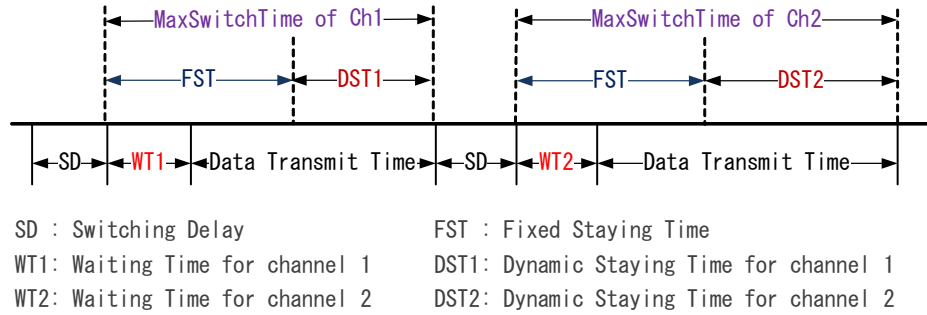 MaxSwitchTime of Ch1 MaxSwitchTime of Ch2
FST DST1 FST DST2
SD WT1 Data Transmit Time SD WT2 Data Transmit Time
SD : Switching Delay FST : Fixed Staying Time
WT1: Waiting Time for channel 1 DST1: Dynamic Staying Time for channel 1
WT2: Waiting Time for channel 2 DST2: Dynamic Staying Time for channel 2